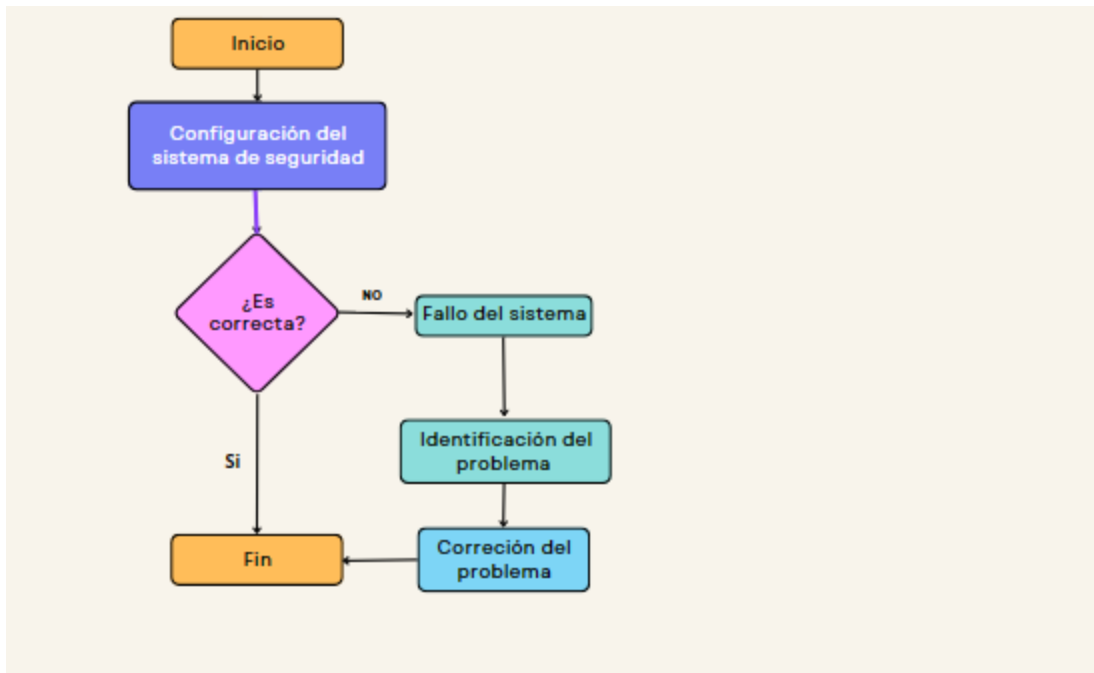 Inicio
Configuración del
sistema de seguridad
¿Es
correcta?
NO
Fallo del sistema
Identificación del
problema
Si
Fin
Correción del
problema